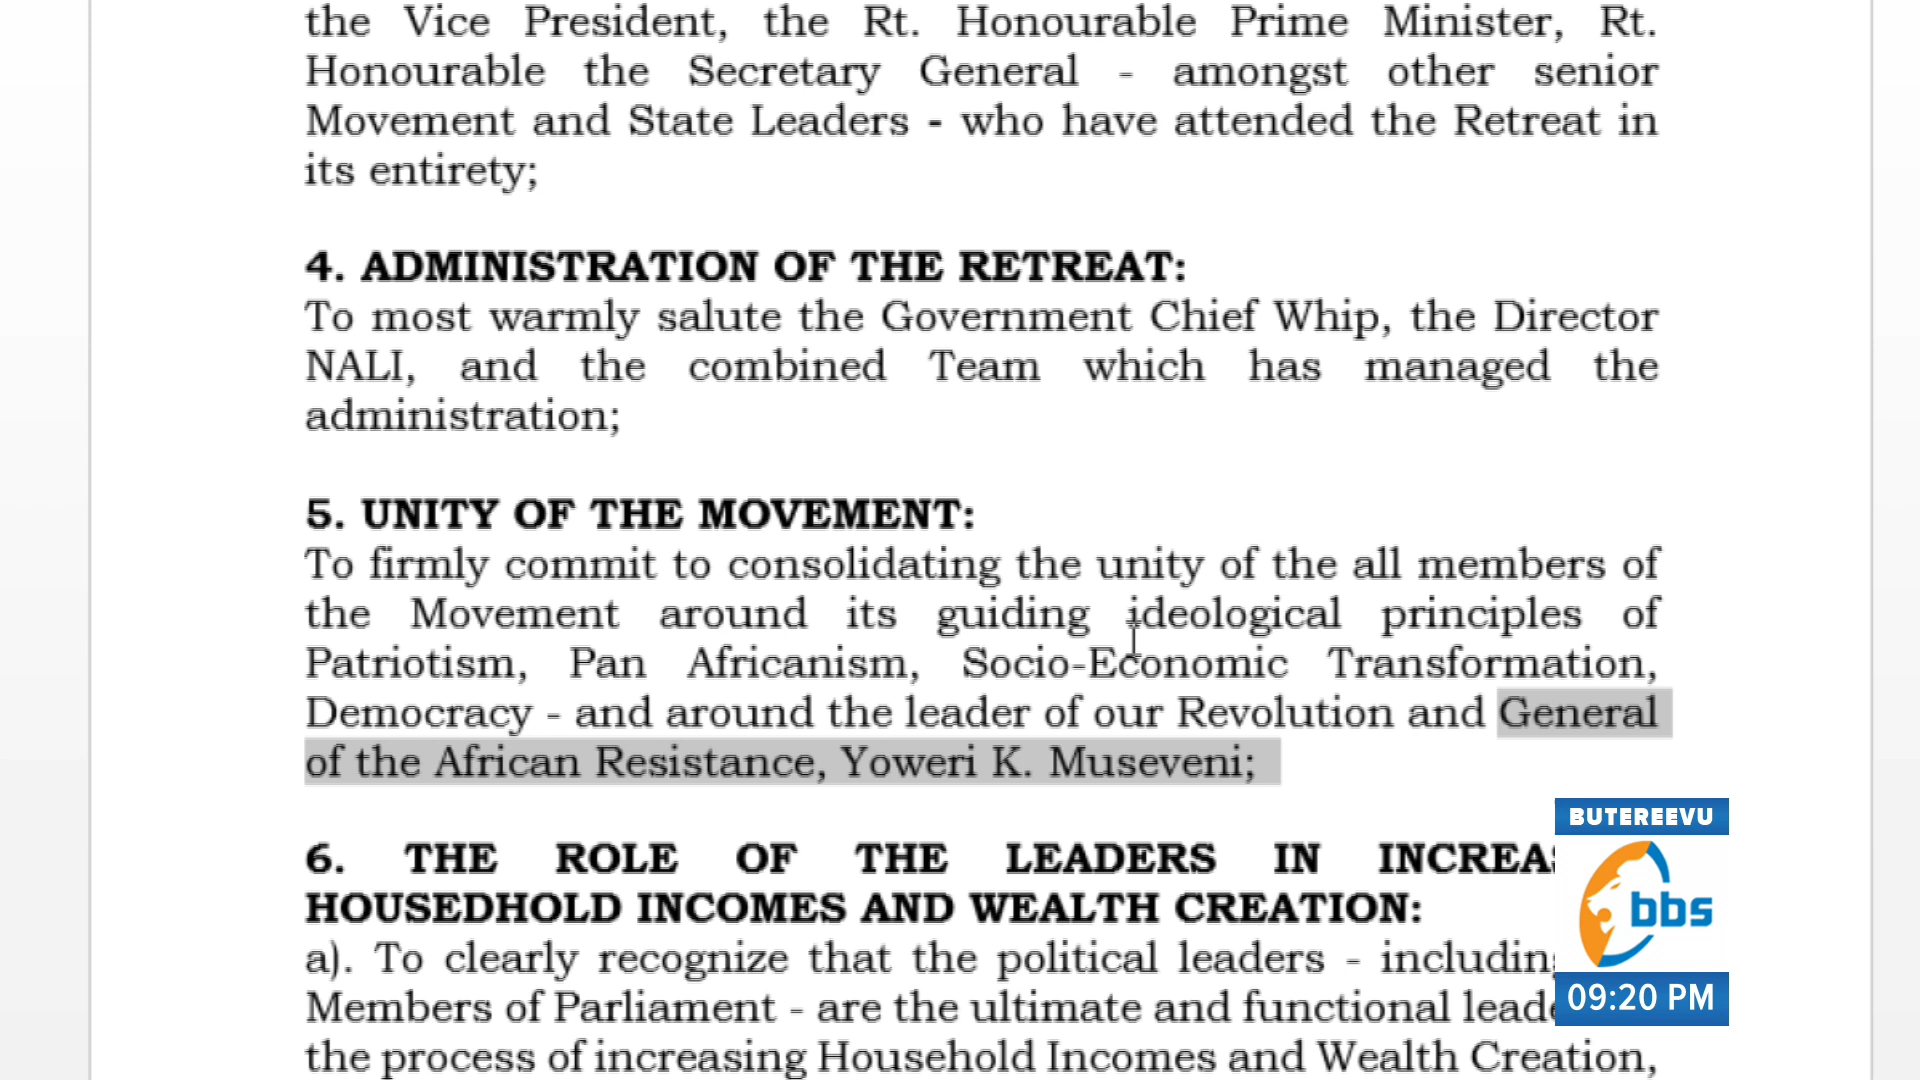 the Vice President, the Rt. Honourable Prime Minister, Rt.
Honourable the Secretary General - amongst other senior
Movement and State Leaders - who have attended the Retreat in
its entirety;
4. ADMINISTRATION OF THE RETREAT:
To most warmly salute the Government Chief Whip, the Director
NALI, and the combined Team which has managed the
administration;
5. UNITY OF THE MOVEMENT:
To firmly commit to consolidating the unity of the all members of
the Movement around its guiding ideological principles of
Patriotism, Pan Africanism, Socio-Economic Transformation,
Democracy - and around the leader of our Revolution and General
of the African Resistance, Yoweri K. Museveni;
6. THE ROLE OF THE LEADERS IN
HOUSEDHOLD INCOMES AND WEALTH CREATION:
a). To clearly recognize that the political leaders -
Members of Parliament - are the ultimate and functional
the process of increasing Household Incomes and Wealth Creation,
BUTEREEVU
bbs
09:20 PM